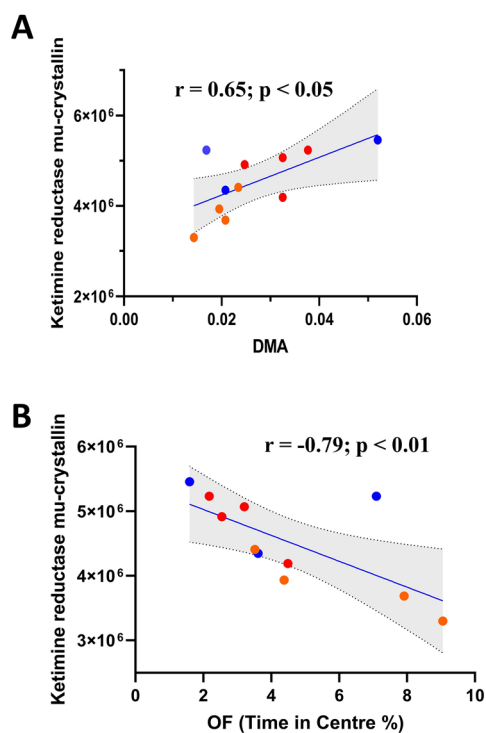 A
Ketimine reductase mu-crystallin
r = 0.65; p < 0.05
6×10⁶
4×10⁶
2×10⁶
0.00 0.02 0.04 0.06
DMA
B
Ketimine reductase mu-crystallin
r = -0.79; p < 0.01
6×10⁶
5×10⁶
4×10⁶
3×10⁶
0 2 4 6 8 10
OF (Time in Centre %)